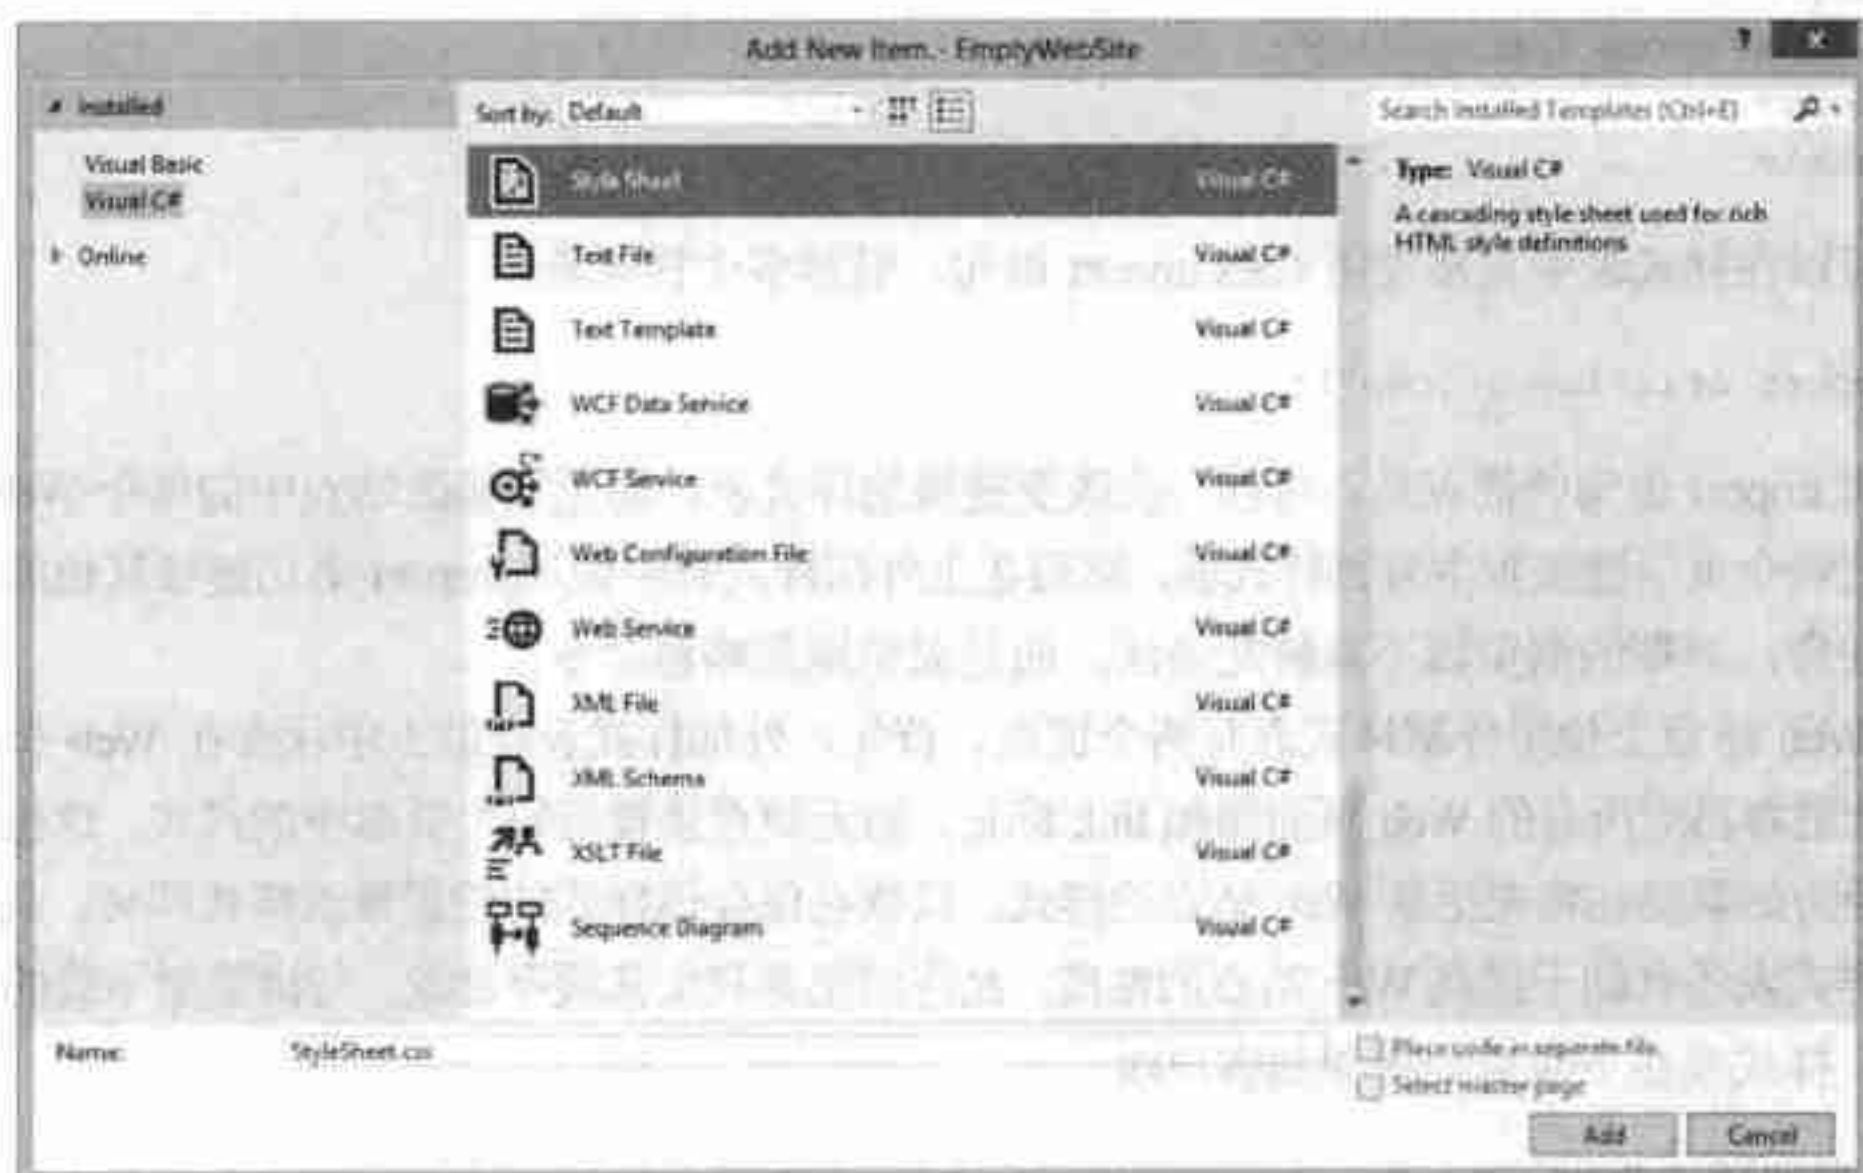 Add New Item - EmptyWebSite
?
Installed
Visual Basic
Visual C#
Online
Sort by: Default
Search Installed Templates (Ctrl+E)
Style Sheet Visual C#
Text File Visual C#
Text Template Visual C#
WCF Data Service Visual C#
WCF Service Visual C#
Web Configuration File Visual C#
Web Service Visual C#
XML File Visual C#
XML Schema Visual C#
XSLT File Visual C#
Sequence Diagram Visual C#
Type: Visual C#
A cascading style sheet used for rich
HTML style definitions
Name: StyleSheet.css
Place code in separate file
Select master page
Add Cancel